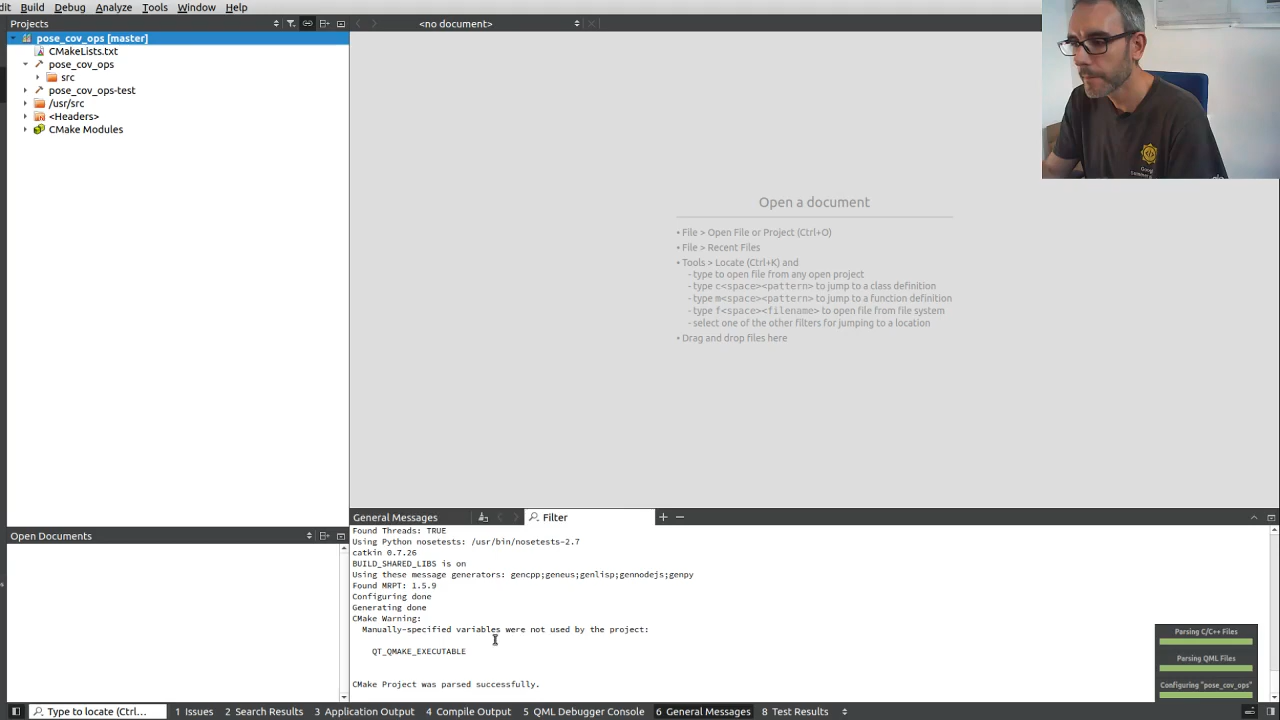 dit Build Debug Analyze Tools Window Help
Projects
<no document>
pose_cov_ops [master]
CMakeLists.txt
pose_cov_ops
src
pose_cov_ops-test
/usr/src
<Headers>
CMake Modules
Open a document
• File > Open File or Project (Ctrl+O)
• File > Recent Files
• Tools > Locate (Ctrl+K) and
- type to open file from any open project
- type c<space><pattern> to jump to a class definition
- type m<space><pattern> to jump to a function definition
- type f<space><filename> to open file from file system
- select one of the other filters for jumping to a location
• Drag and drop files here
General Messages
Filter
Open Documents
Found Threads: TRUE
Using Python nosetests: /usr/bin/nosetests-2.7
catkin 0.7.26
BUILD_SHARED_LIBS is on
Using these message generators: gencpp;geneus;genlisp;gennodejs;genpy
Found MRPT: 1.5.9
Configuring done
Generating done
CMake Warning:
Manually-specified variables were not used by the project:
QT_QMAKE_EXECUTABLE
CMake Project was parsed successfully.
Parsing C/C++ Files
Parsing QML Files
Configuring "pose_cov_ops"
Type to locate (Ctrl...
1 Issues
2 Search Results
3 Application Output
4 Compile Output
5 QML Debugger Console
6 General Messages
8 Test Results